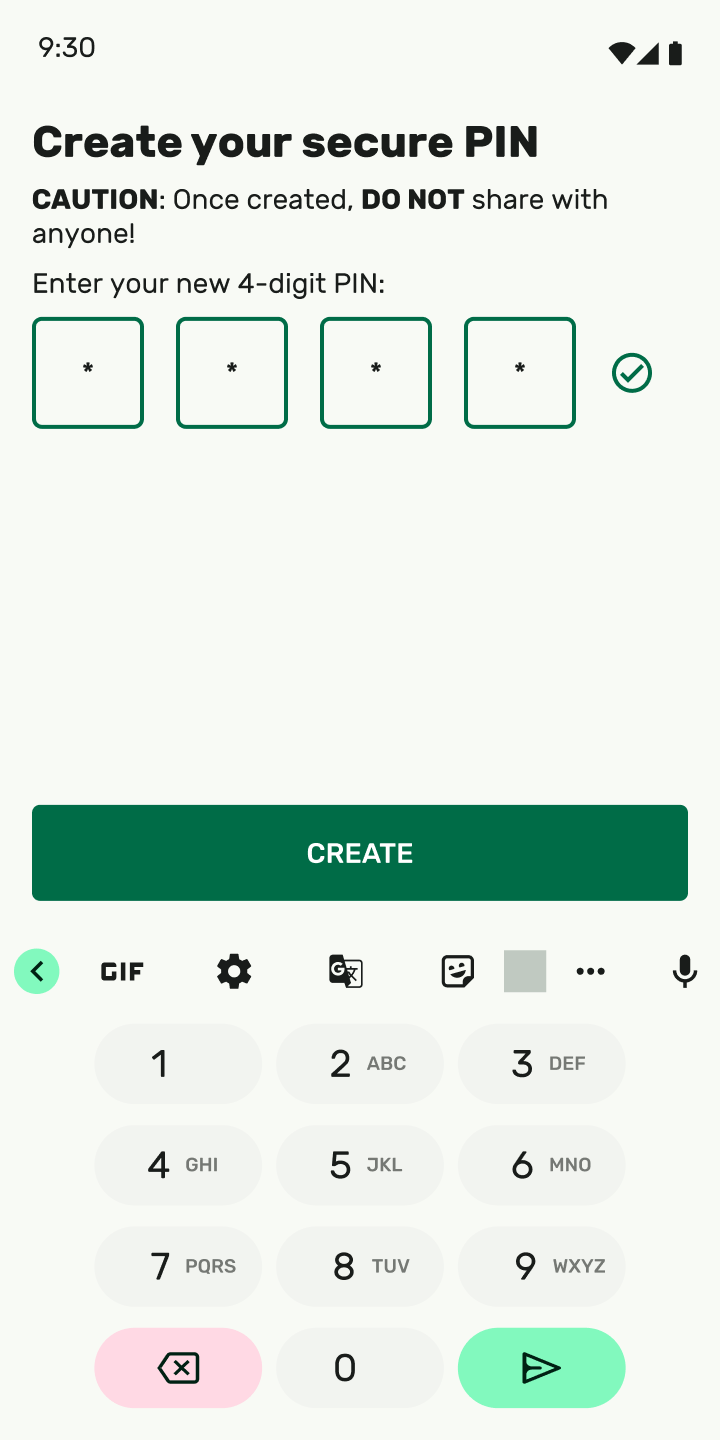 9:30
Create your secure PIN
CAUTION: Once created, DO NOT share with
anyone!
Enter your new 4-digit PIN:
* * * *
CREATE
GIF G 文
1 2 ABC 3 DEF
4 GHI 5 JKL 6 MNO
7 PQRS 8 TUV 9 WXYZ
0